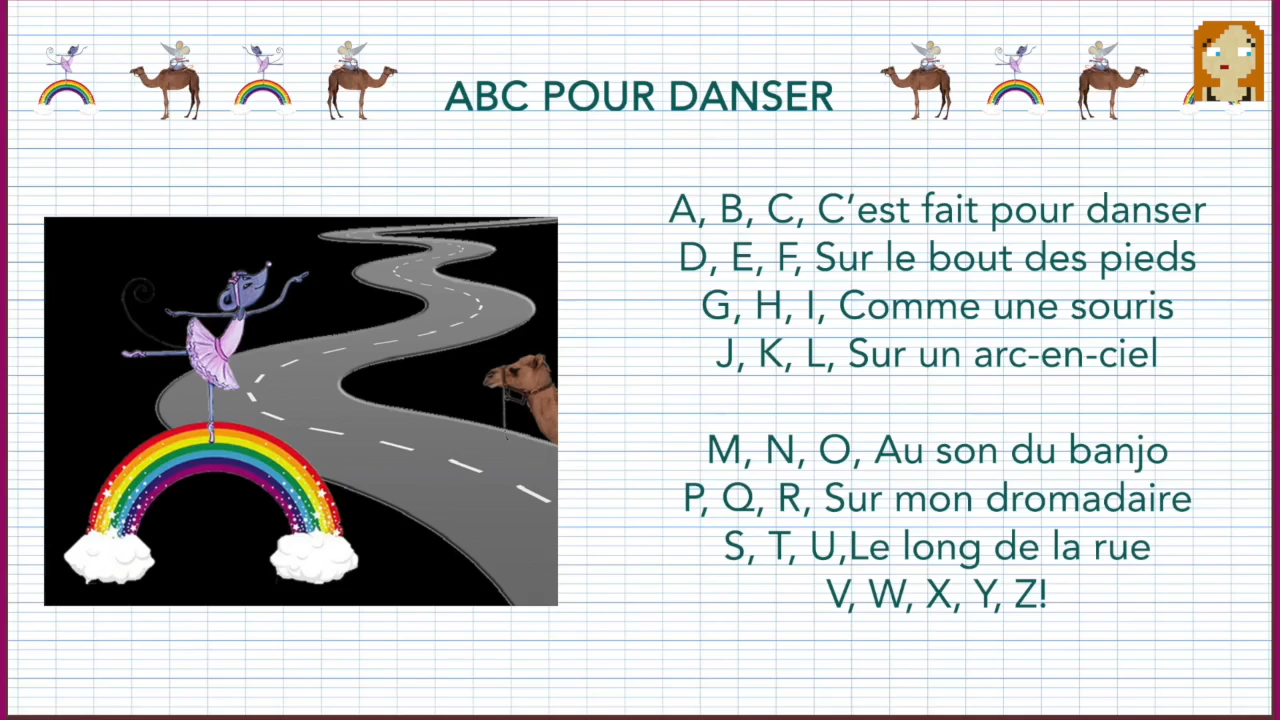 ABC POUR DANSER
A, B, C, C’est fait pour danser
D, E, F, Sur le bout des pieds
G, H, I, Comme une souris
J, K, L, Sur un arc-en-ciel
M, N, O, Au son du banjo
P, Q, R, Sur mon dromadaire
S, T, U,Le long de la rue
V, W, X, Y, Z!